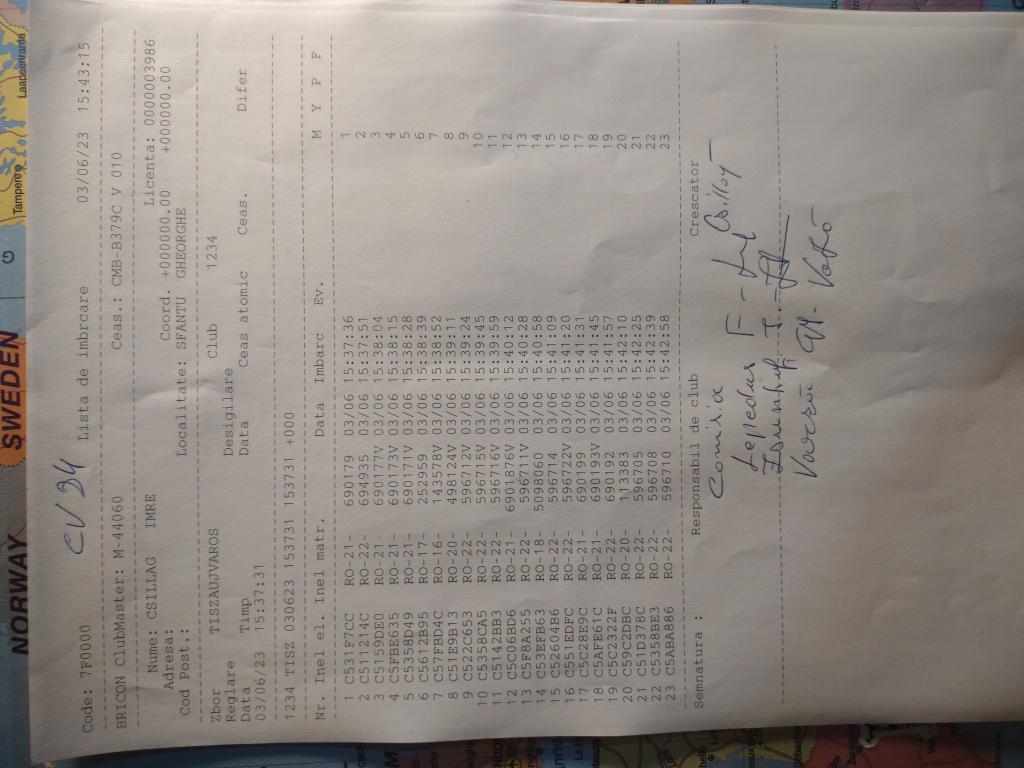 CV 94
Code: 7F0000 Lista de imbrcare 03/06/23 15:43:15
BRICON ClubMaster: M-44060 Ceas.: CMB-B379C V 010
Nume: CSILLAG IMRE Licenta: 0000003986
Adresa: Coord. +000000.00 +000000.00
Cod Post.: Localitate: SFANTU GHEORGHE
Zbor TISZAUJVAROS Club 1234
Reglare Desigilare
Data Timp Data Ceas atomic Ceas. Difer
03/06/23 15:37:31
1234 TISZ 030623 153731 153731 +000
Nr. Inel el. Inel matr. Data Imbarc Ev. M Y P F
1 C531F7CC RO-21- 690179 03/06 15:37:36 1
2 C511214C RO-22- 694935 03/06 15:37:51 2
3 C5159DE0 RO-21- 690177V 03/06 15:38:04 3
4 C5FBE635 RO-21- 690173V 03/06 15:38:15 4
5 C5358D49 RO-21- 690171V 03/06 15:38:28 5
6 C5612B95 RO-17- 252959 03/06 15:38:39 6
7 C57FBD4C RO-16- 143578V 03/06 15:38:52 7
8 C51E9B13 RO-20- 498124V 03/06 15:39:11 8
9 C522C653 RO-22- 596712V 03/06 15:39:24 9
10 C5358CA5 RO-22- 596715V 03/06 15:39:45 10
11 C5142BB3 RO-22- 596716V 03/06 15:39:59 11
12 C5C06BD6 RO-21- 6901876V 03/06 15:40:12 12
13 C5F8A255 RO-22- 596711V 03/06 15:40:28 13
14 C53EFB63 RO-18- 5098060 03/06 15:40:58 14
15 C52604B6 RO-22- 596714 03/06 15:41:09 15
16 C551EDFC RO-22- 596722V 03/06 15:41:20 16
17 C5C28E9C RO-21- 690199 03/06 15:41:31 17
18 C5AFE61C RO-21- 690193V 03/06 15:41:45 18
19 C5C2322F RO-21- 690192 03/06 15:41:57 19
20 C59C2DBC RO-20- 113383 03/06 15:42:10 20
21 C51D378C RO-22- 596705 03/06 15:42:25 21
22 C5358BE3 RO-22- 596708 03/06 15:42:39 22
23 C5ABA886 RO-22- 596710 03/06 15:42:58 23
Semnatura : Responsabil de club Crescator
Comisia
F-